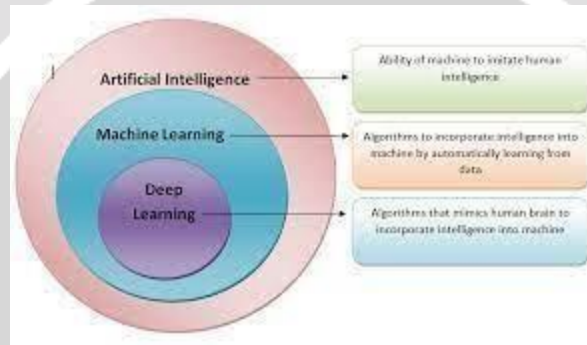 Artificial Intelligence
Ability of machine to imitate human
intelligence
Machine Learning
Algorithms to incorporate intelligence into
machine by automatically learning from
data
Deep
Learning
Algorithms that mimics human brain to
incorporate intelligence into machine